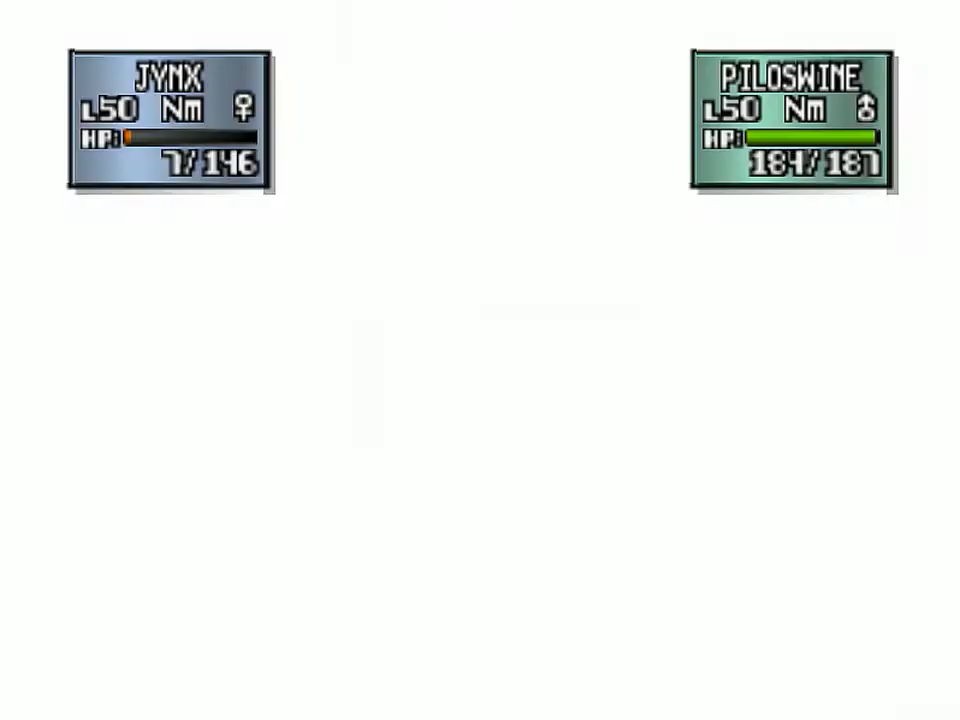 JYNX
L50 Nm ♀
HP:
7/146
PILOSWINE
L50 Nm ♂
HP:
184/187